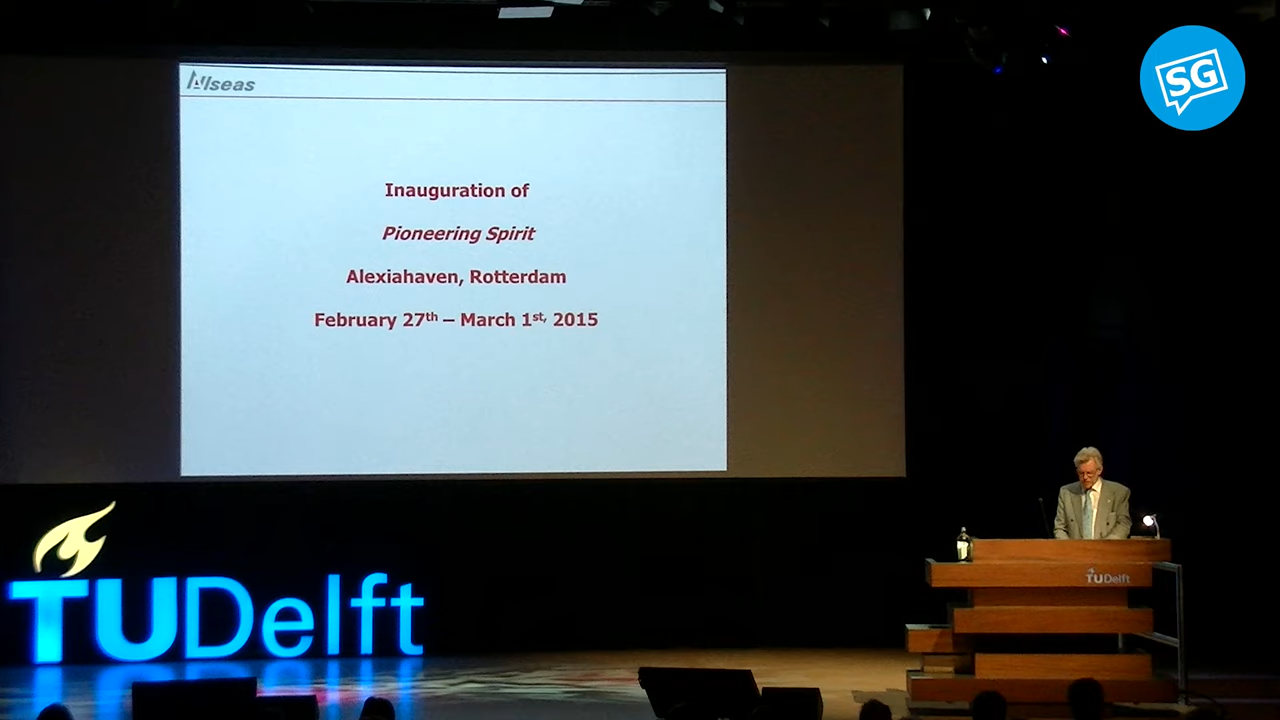 Allseas
SG
Inauguration of
Pioneering Spirit
Alexiahaven, Rotterdam
February 27th – March 1st, 2015
TUDelft
TUDelft